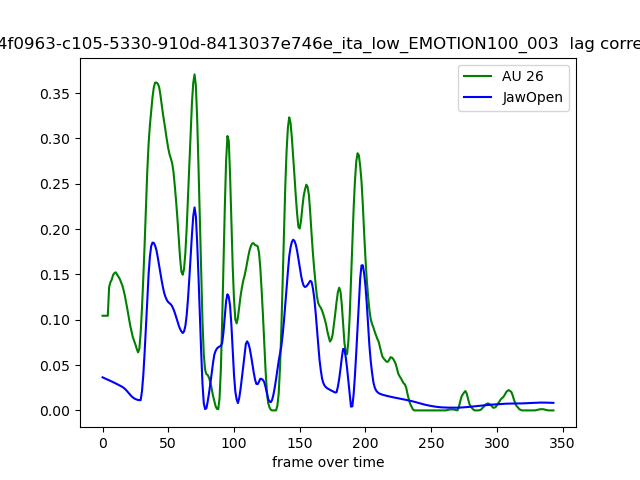 4f0963-c105-5330-910d-8413037e746e_ita_low_EMOTION100_003 lag corre
AU 26
JawOpen
0.35
0.30
0.25
0.20
0.15
0.10
0.05
0.00
0 50 100 150 200 250 300 350
frame over time